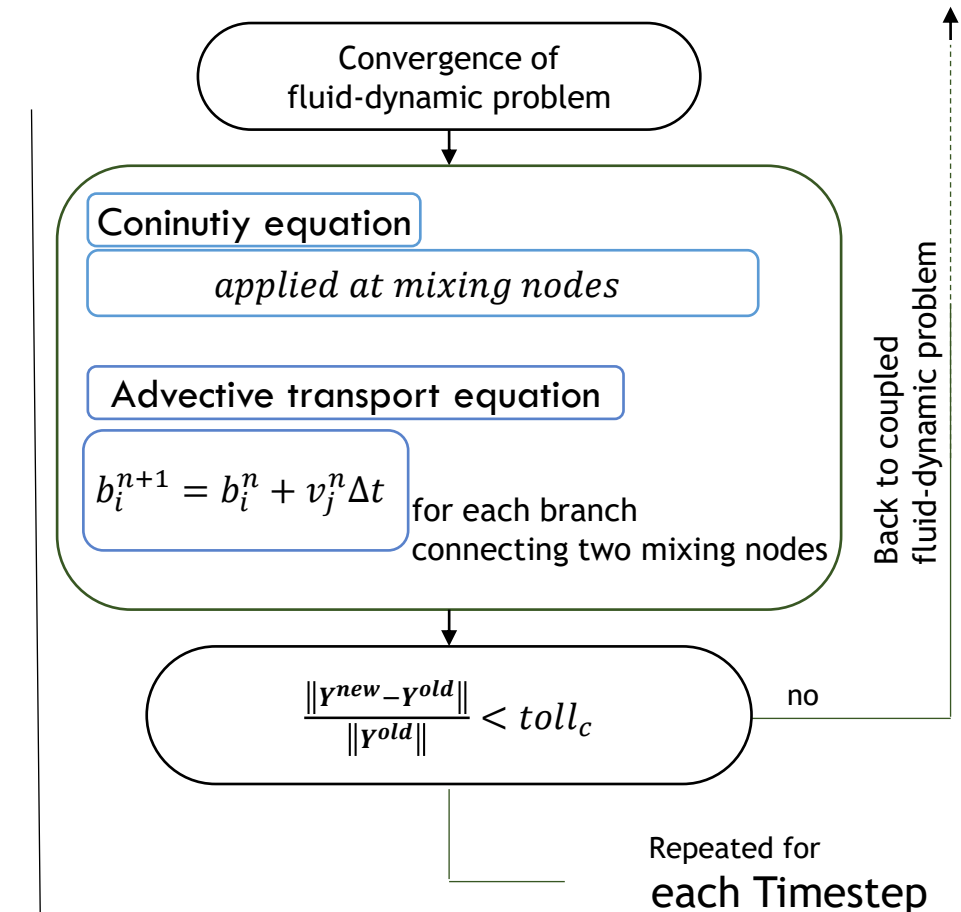 Convergence of
fluid-dynamic problem
Coninutiy equation
applied at mixing nodes
Advective transport equation
b_i^{n+1} = b_i^n + v_j^n Δt
for each branch
connecting two mixing nodes
‖Y^{new}−Y^{old}‖ / ‖Y^{old}‖ < toll_c
no
Back to coupled
fluid-dynamic problem
Repeated for
each Timestep